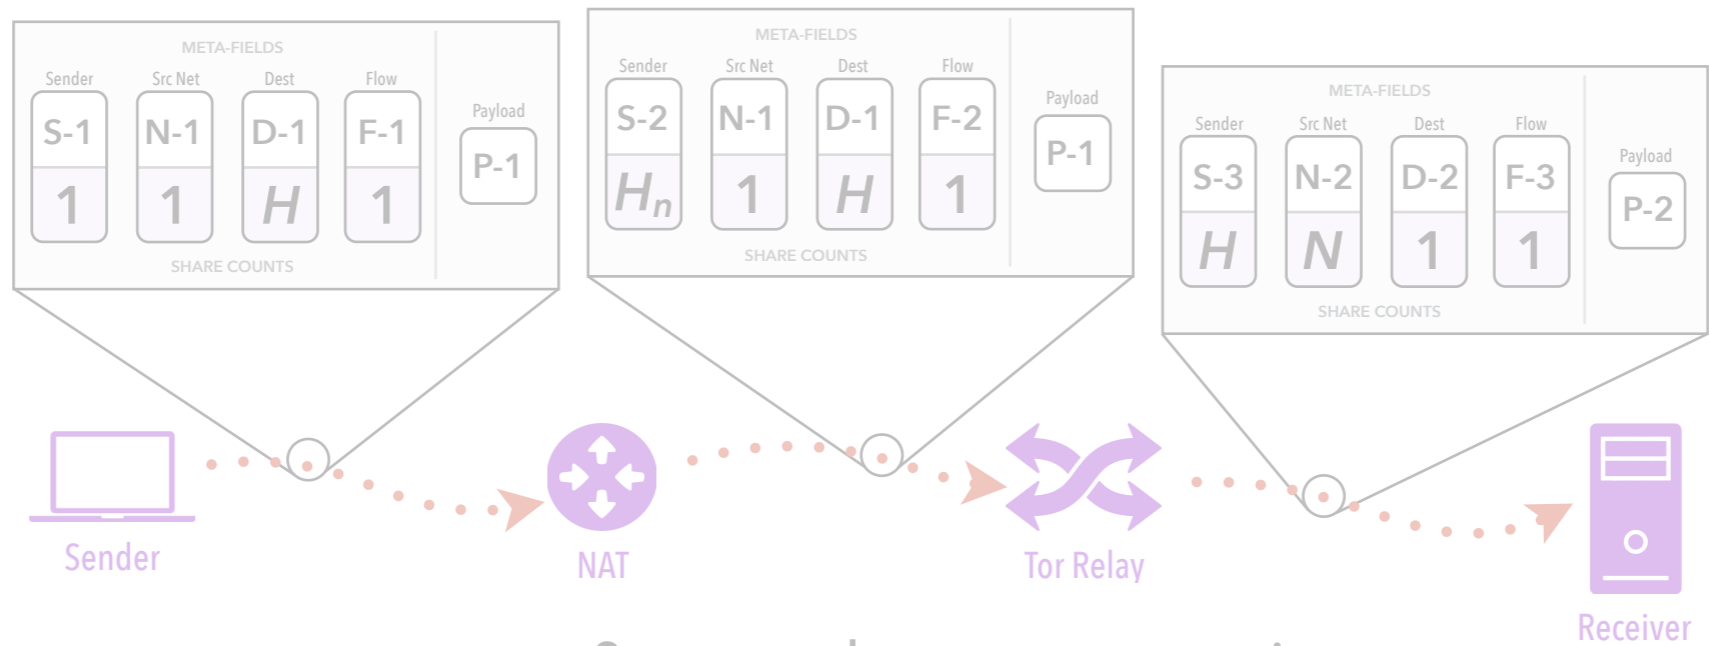 META-FIELDS
Sender Src Net Dest Flow
Payload
S-1 N-1 D-1 F-1
P-1
1 1 H 1
SHARE COUNTS
META-FIELDS
Sender Src Net Dest Flow
Payload
S-2 N-1 D-1 F-2
P-1
Hn 1 H 1
SHARE COUNTS
META-FIELDS
Sender Src Net Dest Flow
Payload
S-3 N-2 D-2 F-3
P-2
H N 1 1
SHARE COUNTS
Sender
NAT
Tor Relay
Receiver